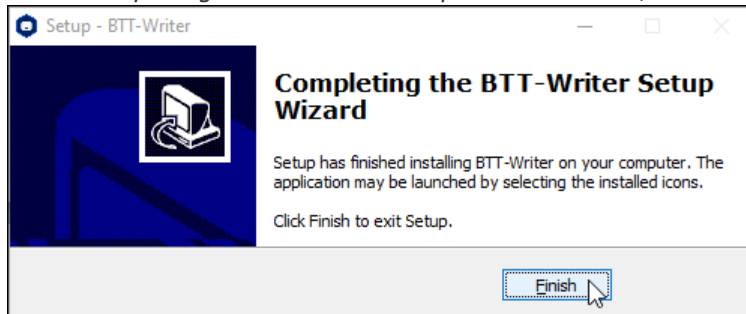 Setup - BTT-Writer
Completing the BTT-Writer Setup
Wizard
Setup has finished installing BTT-Writer on your computer. The
application may be launched by selecting the installed icons.
Click Finish to exit Setup.
Finish